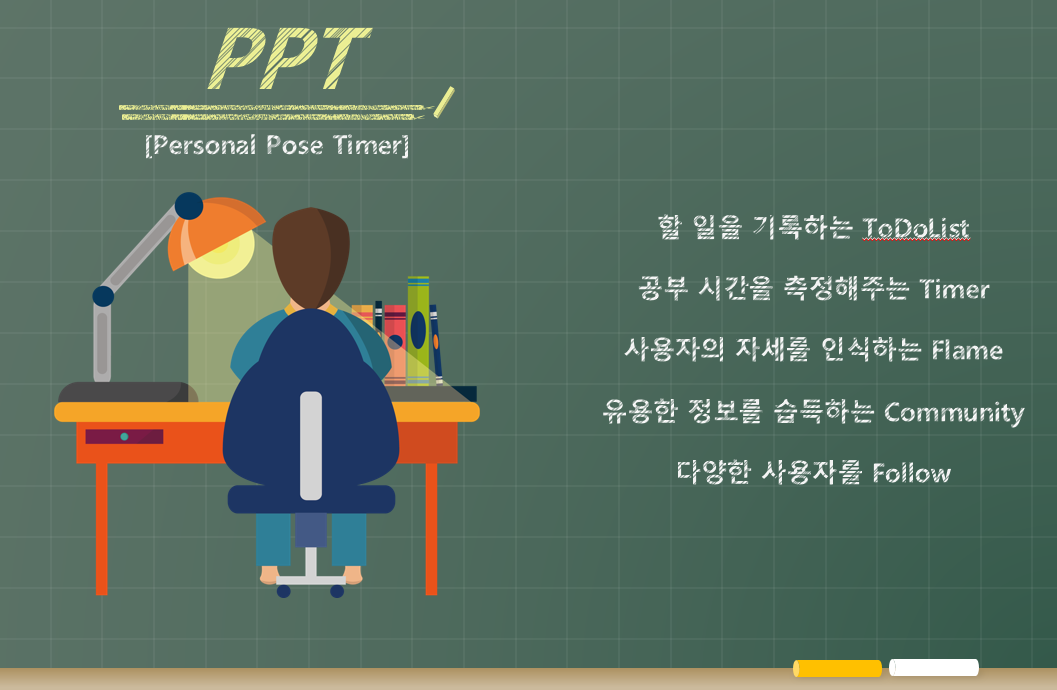 PPT
[Personal Pose Timer]
할 일을 기록하는 ToDoList
공부 시간을 측정해주는 Timer
사용자의 자세를 인식하는 Flame
유용한 정보를 습득하는 Community
다양한 사용자를 Follow